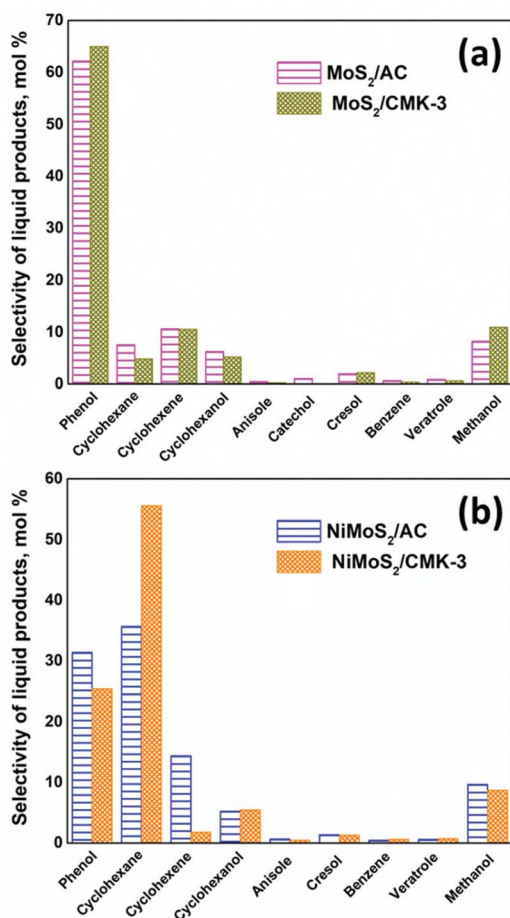 (a)
Selectivity of liquid products, mol %
70
60
50
40
30
20
10
0
MoS₂/AC
MoS₂/CMK-3
Phenol
Cyclohexane
Cyclohexene
Cyclohexanol
Anisole
Catechol
Cresol
Benzene
Veratrole
Methanol
(b)
Selectivity of liquid products, mol %
60
50
40
30
20
10
0
NiMoS₂/AC
NiMoS₂/CMK-3
Phenol
Cyclohexane
Cyclohexene
Cyclohexanol
Anisole
Cresol
Benzene
Veratrole
Methanol